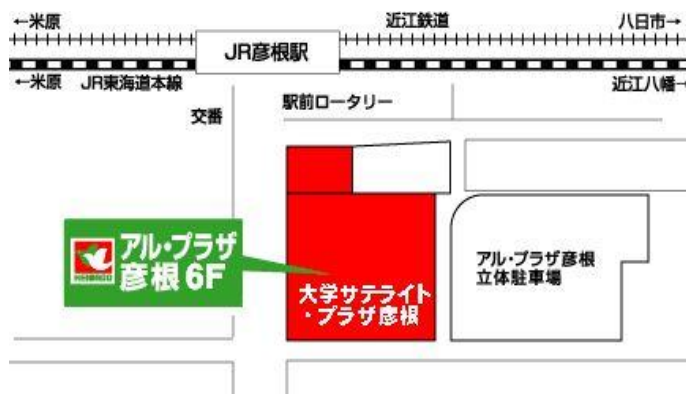 ←米原
近江鉄道
八日市→
JR彦根駅
←米原
JR東海道本線
近江八幡→
交番
駅前ロータリー
アル・プラザ
彦根6F
大学サテライト
・プラザ彦根
アル・プラザ彦根
立体駐車場